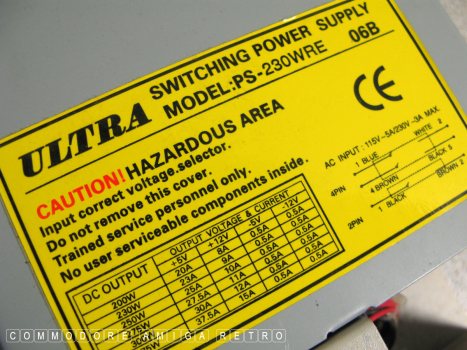 ULTRA
SWITCHING POWER SUPPLY
MODEL:PS-230WRE 06B
CE
CAUTION! HAZARDOUS AREA
Input correct voltage.selector.
Do not remove this cover.
Trained service personnel only.
No user serviceable components inside.
AC INPUT : 115V~5A/230V~3A MAX.
1 BLUE WHITE 2
4PIN
4 BROWN BLACK 5
2PIN
1 BLACK BROWN 2
DC OUTPUT OUTPUT VOLTAGE & CURRENT
+5V +12V -5V -12V
200W 20A 8A 0.5A 0.5A
230W 23A 9A 0.5A 0.5A
250W 25A 10A 0.5A 0.5A
27.5A 11A 0.5A 0.5A
30A 12A 0.5A 0.5A
37.5A 15A 0.5A 0.5A
COMMODORE AMIGA RETRO